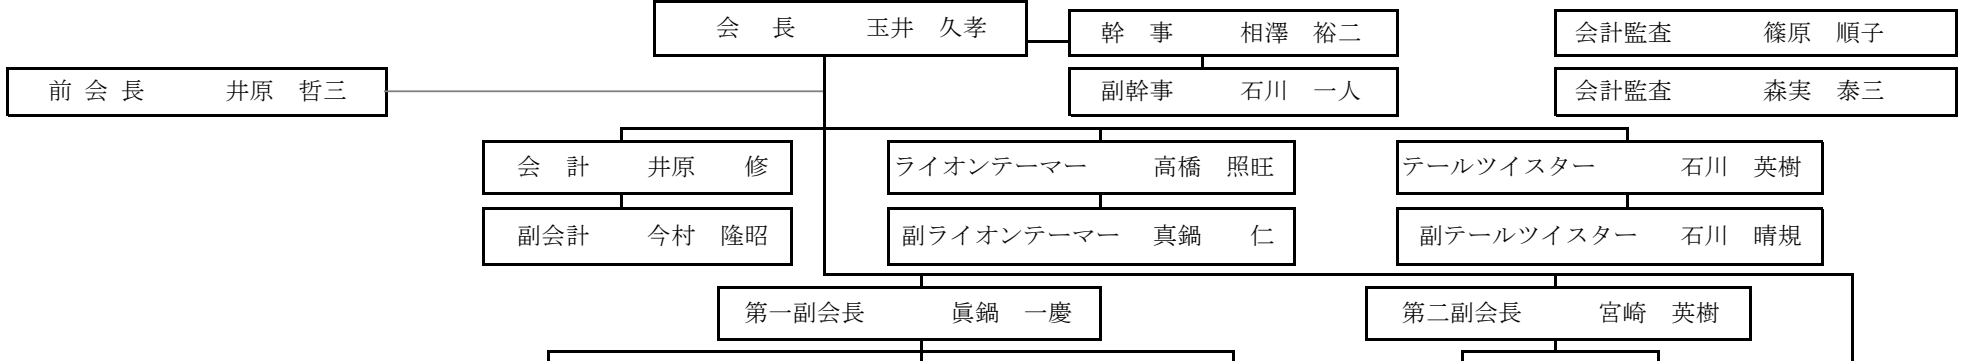 会　長　玉井　久孝
幹　事　相澤　裕二
会計監査　篠原　順子
前 会 長　井原　哲三
副幹事　石川　一人
会計監査　森実　泰三
会　計　井原　修
ライオンテーマー　高橋　照旺
テールツイスター　石川　英樹
副会計　今村　隆昭
副ライオンテーマー　真鍋　仁
副テールツイスター　石川　晴規
第一副会長　眞鍋　一慶
第二副会長　宮崎　英樹